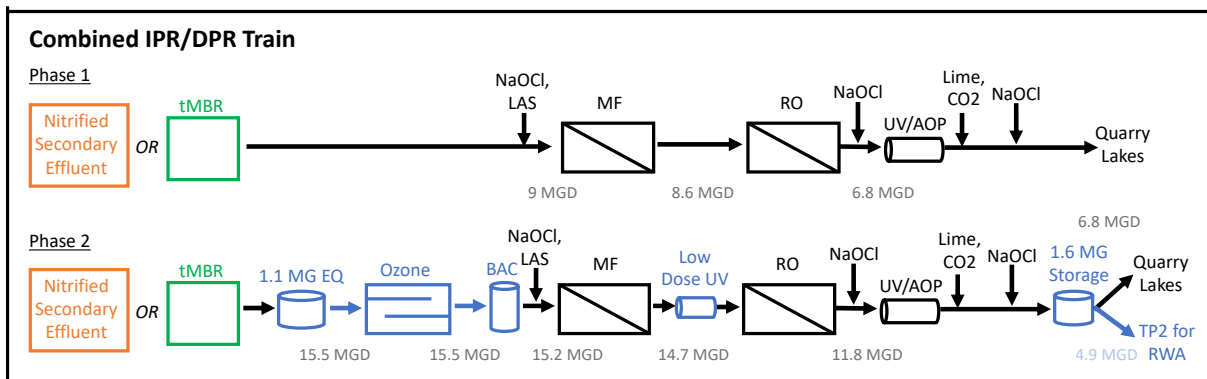 Combined IPR/DPR Train
Phase 1
Nitrified
Secondary
Effluent
OR
tMBR
NaOCl,
LAS
MF
RO
NaOCl
UV/AOP
Lime,
CO2
NaOCl
Quarry
Lakes
9 MGD
8.6 MGD
6.8 MGD
6.8 MGD
Phase 2
Nitrified
Secondary
Effluent
OR
tMBR
1.1 MG EQ
Ozone
BAC
NaOCl,
LAS
MF
Low
Dose UV
RO
NaOCl
UV/AOP
Lime,
CO2
NaOCl
1.6 MG
Storage
Quarry
Lakes
TP2 for
RWA
15.5 MGD
15.5 MGD
15.2 MGD
14.7 MGD
11.8 MGD
4.9 MGD